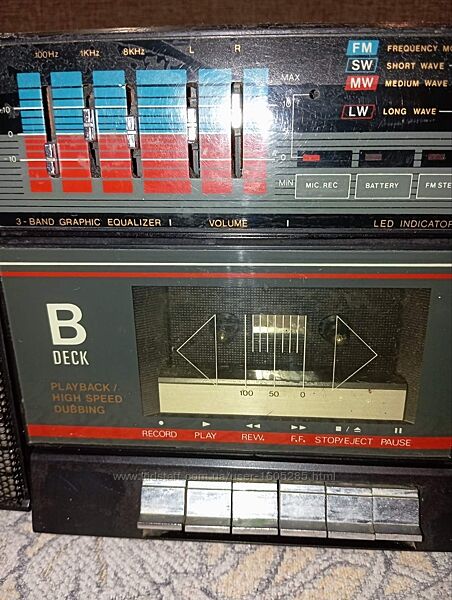 100Hz 1KHz 8KHz L R
FM FREQUENCY MO
SW SHORT WAVE
MW MEDIUM WAVE
LW LONG WAVE
MAX
10
+10
0
-10
10
0
MIN
MIC. REC BATTERY FM STE
3-BAND GRAPHIC EQUALIZER VOLUME LED INDICATOR
B
DECK
PLAYBACK /
HIGH SPEED
DUBBING
100 50 0
RECORD PLAY REW. F.F. STOP/EJECT PAUSE